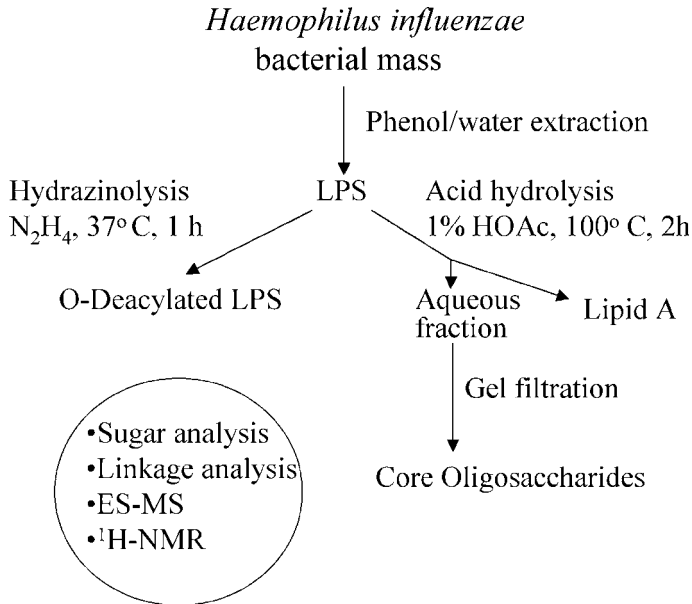 Haemophilus influenzae
bacterial mass
Phenol/water extraction
Hydrazinolysis
N₂H₄, 37º C, 1 h
LPS
Acid hydrolysis
1% HOAc, 100º C, 2h
O-Deacylated LPS
Aqueous
fraction
Lipid A
Gel filtration
Core Oligosaccharides
•Sugar analysis
•Linkage analysis
•ES-MS
•¹H-NMR